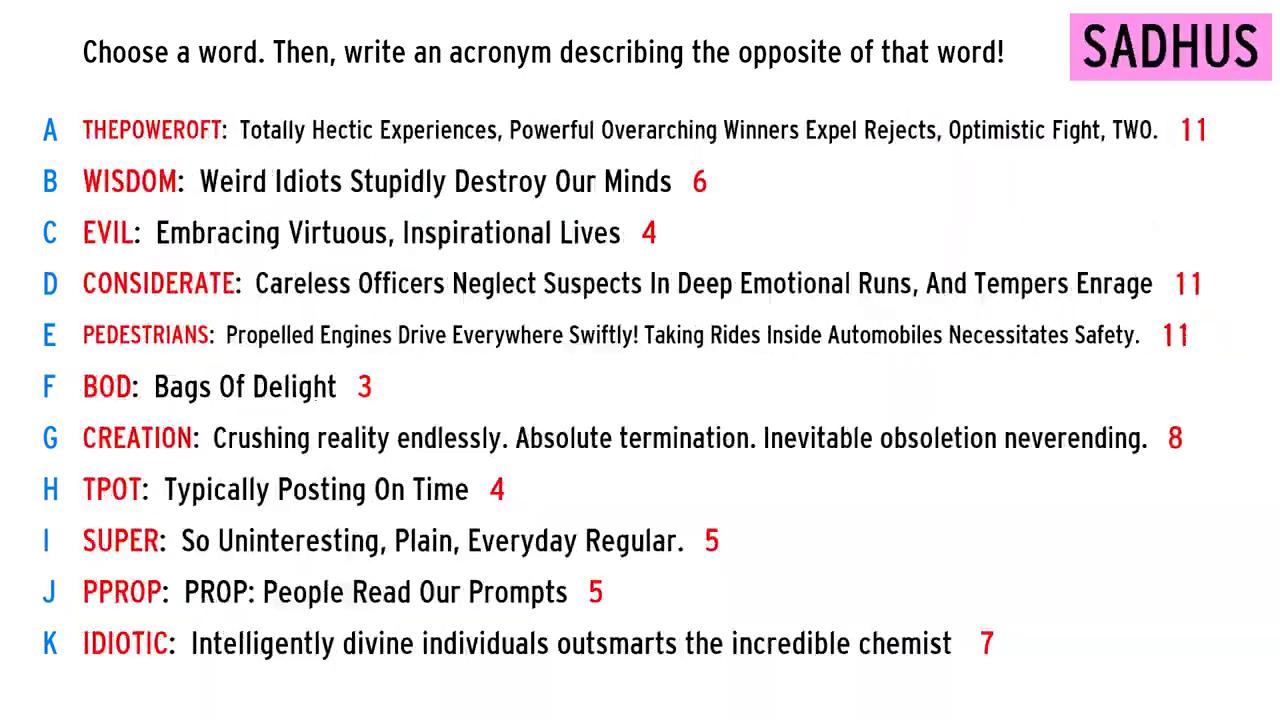 Choose a word. Then, write an acronym describing the opposite of that word!
SADHUS
A THEPOWEROFT: Totally Hectic Experiences, Powerful Overarching Winners Expel Rejects, Optimistic Fight, TWO. 11
B WISDOM: Weird Idiots Stupidly Destroy Our Minds 6
C EVIL: Embracing Virtuous, Inspirational Lives 4
D CONSIDERATE: Careless Officers Neglect Suspects In Deep Emotional Runs, And Tempers Enrage 11
E PEDESTRIANS: Propelled Engines Drive Everywhere Swiftly! Taking Rides Inside Automobiles Necessitates Safety. 11
F BOD: Bags Of Delight 3
G CREATION: Crushing reality endlessly. Absolute termination. Inevitable obsoletion neverending. 8
H TPOT: Typically Posting On Time 4
I SUPER: So Uninteresting, Plain, Everyday Regular. 5
J PPROP: PROP: People Read Our Prompts 5
K IDIOTIC: Intelligently divine individuals outsmarts the incredible chemist 7